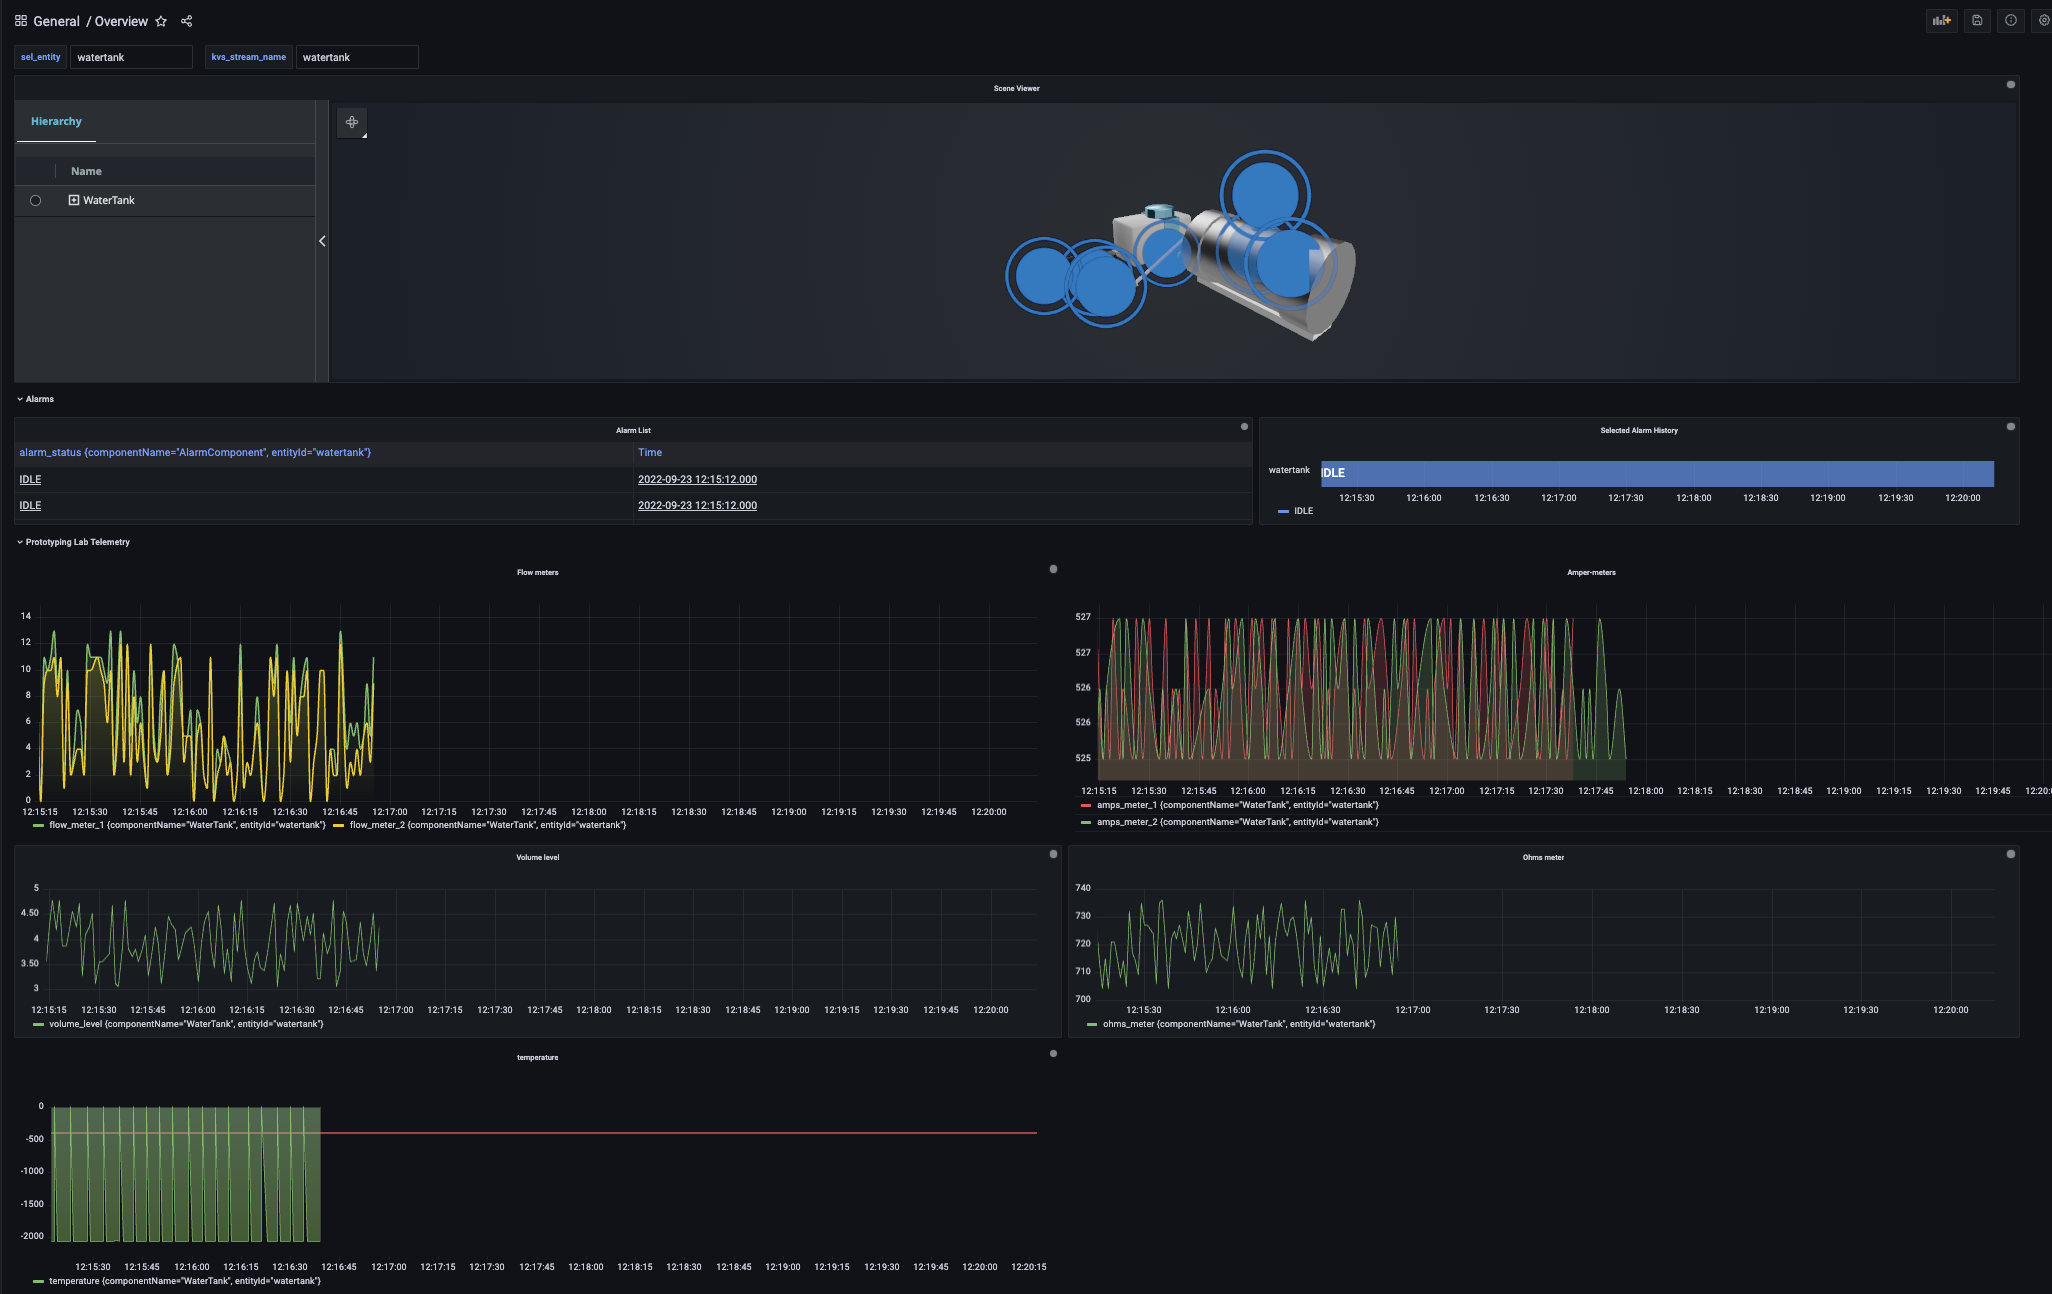 General / Overview
sel_entity watertank kvs_stream_name watertank
Scene Viewer
Hierarchy
Name
WaterTank
Alarms
Alarm List
alarm_status {componentName="AlarmComponent", entityId="watertank"} Time
IDLE 2022-09-23 12:15:12.000
IDLE 2022-09-23 12:15:12.000
Selected Alarm History
watertank IDLE
12:15:30 12:16:00 12:16:30 12:17:00 12:17:30 12:18:00 12:18:30 12:19:00 12:19:30 12:20:00
IDLE
Prototyping Lab Telemetry
Flow meters
14
12
10
8
6
4
2
0
12:15:15 12:15:30 12:15:45 12:16:00 12:16:15 12:16:30 12:16:45 12:17:00 12:17:15 12:17:30 12:17:45 12:18:00 12:18:15 12:18:30 12:18:45 12:19:00 12:19:15 12:19:30 12:19:45 12:20:00
flow_meter_1 {componentName="WaterTank", entityId="watertank"} flow_meter_2 {componentName="WaterTank", entityId="watertank"}
Amper-meters
527
527
526
526
525
12:15:15 12:15:30 12:15:45 12:16:00 12:16:15 12:16:30 12:16:45 12:17:00 12:17:15 12:17:30 12:17:45 12:18:00 12:18:15 12:18:30 12:18:45 12:19:00 12:19:15 12:19:30 12:19:45 12:20:
amps_meter_1 {componentName="WaterTank", entityId="watertank"}
amps_meter_2 {componentName="WaterTank", entityId="watertank"}
Volume level
5
4.50
4
3.50
3
12:15:15 12:15:30 12:15:45 12:16:00 12:16:15 12:16:30 12:16:45 12:17:00 12:17:15 12:17:30 12:17:45 12:18:00 12:18:15 12:18:30 12:18:45 12:19:00 12:19:15 12:19:30 12:19:45 12:20:00
volume_level {componentName="WaterTank", entityId="watertank"}
Ohms meter
740
730
720
710
700
12:15:30 12:16:00 12:16:30 12:17:00 12:17:30 12:18:00 12:18:30 12:19:00 12:19:30 12:20:00
ohms_meter {componentName="WaterTank", entityId="watertank"}
temperature
0
-500
-1000
-1500
-2000
12:15:30 12:15:45 12:16:00 12:16:15 12:16:30 12:16:45 12:17:00 12:17:15 12:17:30 12:17:45 12:18:00 12:18:15 12:18:30 12:18:45 12:19:00 12:19:15 12:19:30 12:19:45 12:20:00 12:20:15
temperature {componentName="WaterTank", entityId="watertank"}